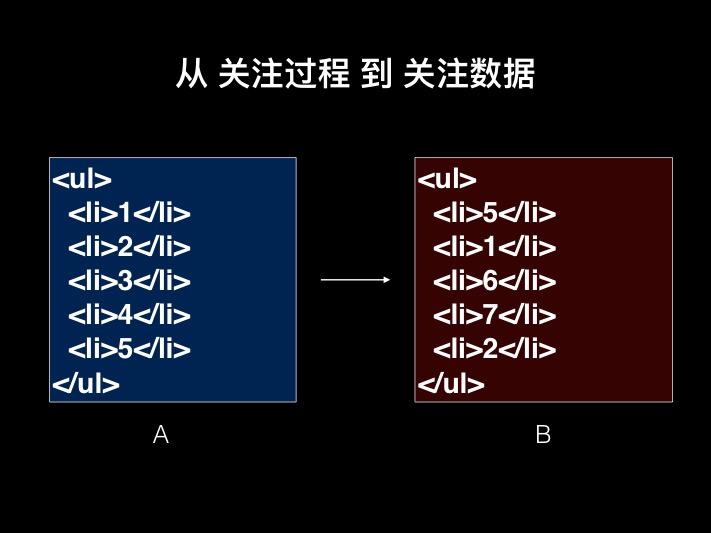 从 关注过程 到 关注数据
<ul>
<li>1</li>
<li>2</li>
<li>3</li>
<li>4</li>
<li>5</li>
</ul>
A
<ul>
<li>5</li>
<li>1</li>
<li>6</li>
<li>7</li>
<li>2</li>
</ul>
B